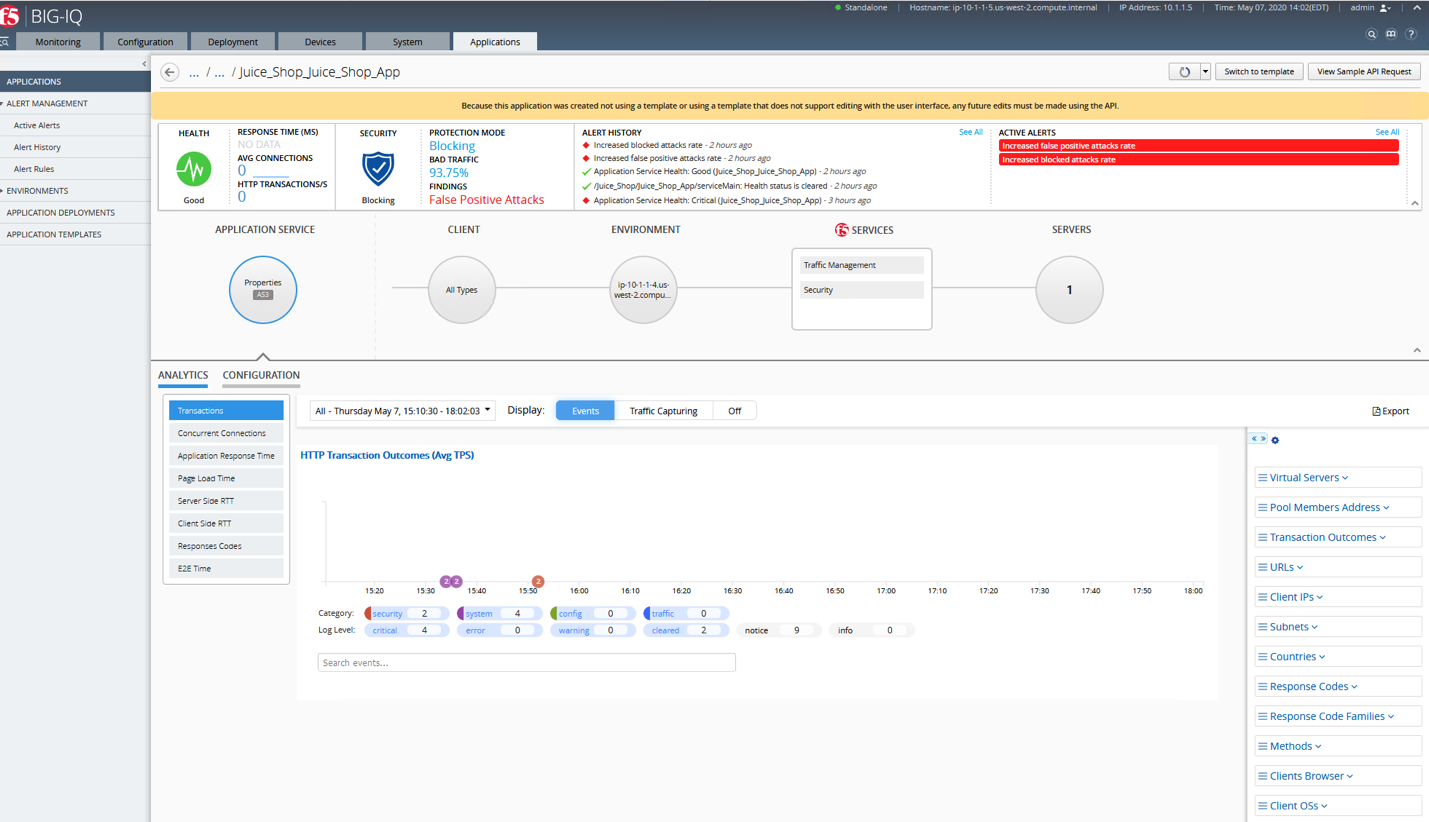 f5 BIG-IQ
Standalone | Hostname: ip-10-1-1-5.us-west-2.compute.internal | IP Address: 10.1.1.5 | Time: May 07, 2020 14:02(EDT) | admin
Monitoring Configuration Deployment Devices System Applications
APPLICATIONS
ALERT MANAGEMENT
Active Alerts
Alert History
Alert Rules
ENVIRONMENTS
APPLICATION DEPLOYMENTS
APPLICATION TEMPLATES
... / ... / Juice_Shop_Juice_Shop_App
Switch to template View Sample API Request
Because this application was created not using a template or using a template that does not support editing with the user interface, any future edits must be made using the API.
HEALTH
Good
RESPONSE TIME (MS)
NO DATA
AVG CONNECTIONS
0
HTTP TRANSACTIONS/S
0
SECURITY
Blocking
PROTECTION MODE
Blocking
BAD TRAFFIC
93.75%
FINDINGS
False Positive Attacks
ALERT HISTORY See All
Increased blocked attacks rate - 2 hours ago
Increased false positive attacks rate - 2 hours ago
Application Service Health: Good (Juice_Shop_Juice_Shop_App) - 2 hours ago
/Juice_Shop/Juice_Shop_App/serviceMain: Health status is cleared - 2 hours ago
Application Service Health: Critical (Juice_Shop_Juice_Shop_App) - 3 hours ago
ACTIVE ALERTS See All
Increased false positive attacks rate
Increased blocked attacks rate
APPLICATION SERVICE CLIENT ENVIRONMENT f5 SERVICES SERVERS
Properties
AS3
All Types
ip-10-1-1-4.us-
west-2.compu...
Traffic Management
Security
1
ANALYTICS CONFIGURATION
Transactions
Concurrent Connections
Application Response Time
Page Load Time
Server Side RTT
Client Side RTT
Responses Codes
E2E Time
All - Thursday May 7, 15:10:30 - 18:02:03 Display: Events Traffic Capturing Off Export
HTTP Transaction Outcomes (Avg TPS)
2 2 2
15:20 15:30 15:40 15:50 16:00 16:10 16:20 16:30 16:40 16:50 17:00 17:10 17:20 17:30 17:40 17:50 18:00
Category: security 2 system 4 config 0 traffic 0
Log Level: critical 4 error 0 warning 0 cleared 2 notice 9 info 0
Search events...
Virtual Servers
Pool Members Address
Transaction Outcomes
URLs
Client IPs
Subnets
Countries
Response Codes
Response Code Families
Methods
Clients Browser
Client OSs